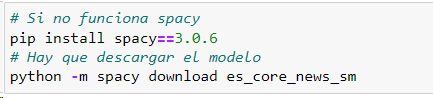 # Si no funciona spacy
pip install spacy==3.0.6
# Hay que descargar el modelo
python -m spacy download es_core_news_sm